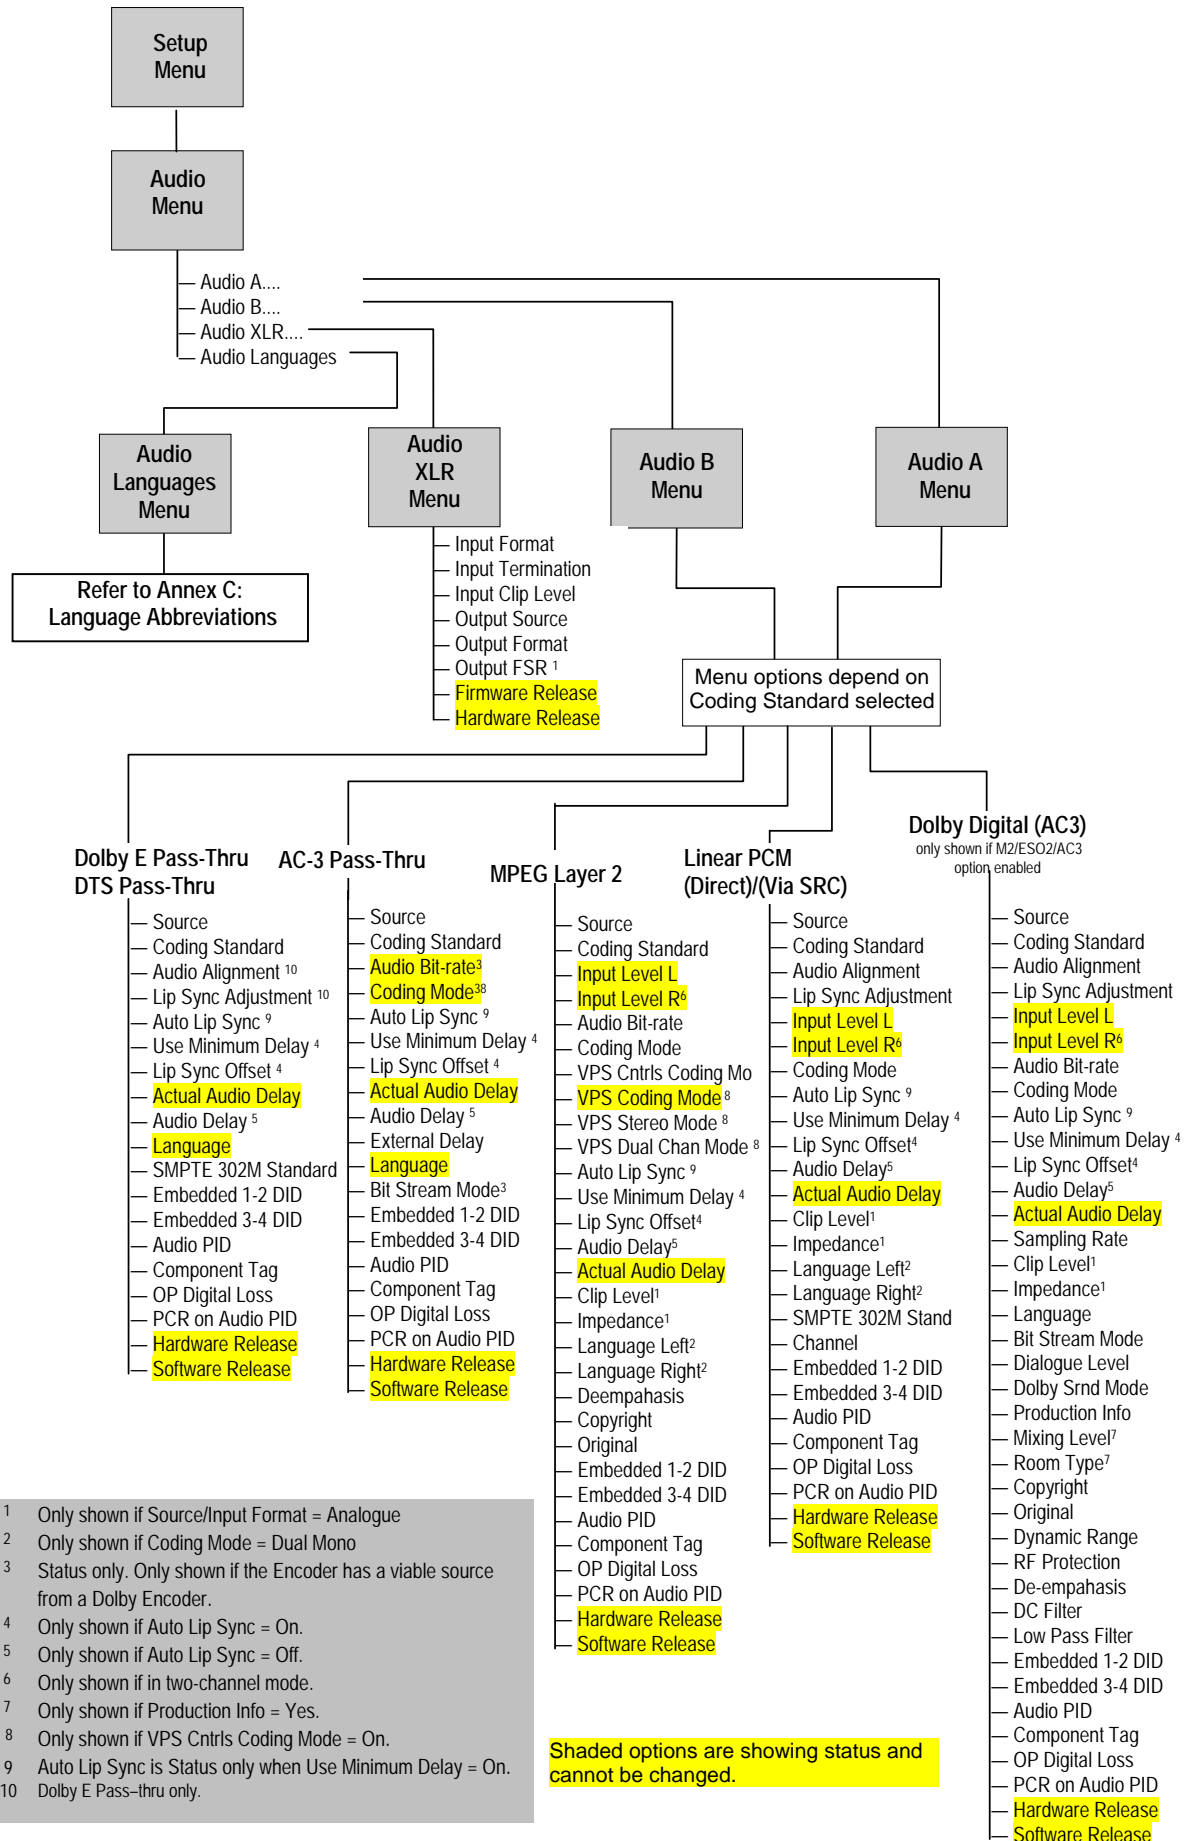 Setup
Menu
Audio
Menu
Audio A....
Audio B....
Audio XLR....
Audio Languages
Audio
Languages
Menu
Audio
XLR
Menu
Audio B
Menu
Audio A
Menu
Refer to Annex C:
Language Abbreviations
Input Format
Input Termination
Input Clip Level
Output Source
Output Format
Output FSR 1
Firmware Release
Hardware Release
Menu options depend on
Coding Standard selected
Dolby E Pass-Thru
DTS Pass-Thru
Source
Coding Standard
Audio Alignment 10
Lip Sync Adjustment 10
Auto Lip Sync 9
Use Minimum Delay 4
Lip Sync Offset 4
Actual Audio Delay
Audio Delay 5
Language
SMPTE 302M Standard
Embedded 1-2 DID
Embedded 3-4 DID
Audio PID
Component Tag
OP Digital Loss
PCR on Audio PID
Hardware Release
Software Release
AC-3 Pass-Thru
Source
Coding Standard
Audio Bit-rate3
Coding Mode38
Auto Lip Sync 9
Use Minimum Delay 4
Lip Sync Offset 4
Actual Audio Delay
Audio Delay 5
External Delay
Language
Bit Stream Mode3
Embedded 1-2 DID
Embedded 3-4 DID
Audio PID
Component Tag
OP Digital Loss
PCR on Audio PID
Hardware Release
Software Release
MPEG Layer 2
Source
Coding Standard
Input Level L
Input Level R6
Audio Bit-rate
Coding Mode
VPS Cntrls Coding Mo
VPS Coding Mode 8
VPS Stereo Mode 8
VPS Dual Chan Mode 8
Auto Lip Sync 9
Use Minimum Delay 4
Lip Sync Offset4
Audio Delay5
Actual Audio Delay
Clip Level1
Impedance1
Language Left2
Language Right2
Deempahasis
Copyright
Original
Embedded 1-2 DID
Embedded 3-4 DID
Audio PID
Component Tag
OP Digital Loss
PCR on Audio PID
Hardware Release
Software Release
Linear PCM
(Direct)/(Via SRC)
Source
Coding Standard
Audio Alignment
Lip Sync Adjustment
Input Level L
Input Level R6
Coding Mode
Auto Lip Sync 9
Use Minimum Delay 4
Lip Sync Offset4
Audio Delay5
Actual Audio Delay
Clip Level1
Impedance1
Language Left2
Language Right2
SMPTE 302M Stand
Channel
Embedded 1-2 DID
Embedded 3-4 DID
Audio PID
Component Tag
OP Digital Loss
PCR on Audio PID
Hardware Release
Software Release
Dolby Digital (AC3)
only shown if M2/ESO2/AC3
option enabled
Source
Coding Standard
Audio Alignment
Lip Sync Adjustment
Input Level L
Input Level R6
Audio Bit-rate
Coding Mode
Auto Lip Sync 9
Use Minimum Delay 4
Lip Sync Offset4
Audio Delay5
Actual Audio Delay
Sampling Rate
Clip Level1
Impedance1
Language
Bit Stream Mode
Dialogue Level
Dolby Srnd Mode
Production Info
Mixing Level7
Room Type7
Copyright
Original
Dynamic Range
RF Protection
De-empahasis
DC Filter
Low Pass Filter
Embedded 1-2 DID
Embedded 3-4 DID
Audio PID
Component Tag
OP Digital Loss
PCR on Audio PID
Hardware Release
Software Release
1 Only shown if Source/Input Format = Analogue
2 Only shown if Coding Mode = Dual Mono
3 Status only. Only shown if the Encoder has a viable source
from a Dolby Encoder.
4 Only shown if Auto Lip Sync = On.
5 Only shown if Auto Lip Sync = Off.
6 Only shown if in two-channel mode.
7 Only shown if Production Info = Yes.
8 Only shown if VPS Cntrls Coding Mode = On.
9 Auto Lip Sync is Status only when Use Minimum Delay = On.
10 Dolby E Pass–thru only.
Shaded options are showing status and
cannot be changed.